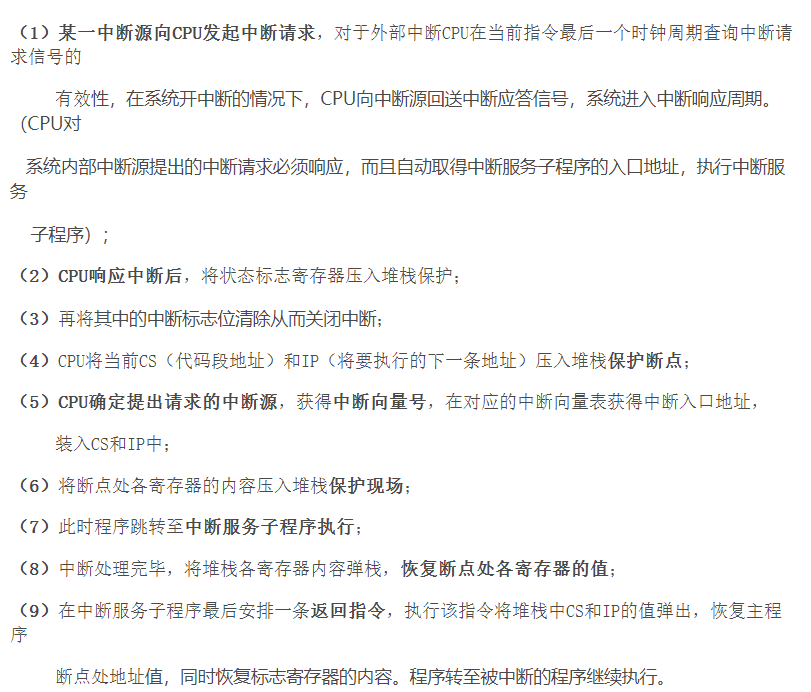 （1）某一中断源向CPU发起中断请求，对于外部中断CPU在当前指令最后一个时钟周期查询中断请
求信号的
有效性，在系统开中断的情况下，CPU向中断源回送中断应答信号，系统进入中断响应周期。
（CPU对
系统内部中断源提出的中断请求必须响应，而且自动取得中断服务子程序的入口地址，执行中断服
务
子程序）；
（2）CPU响应中断后，将状态标志寄存器压入堆栈保护；
（3）再将其中的中断标志位清除从而关闭中断；
（4）CPU将当前CS（代码段地址）和IP（将要执行的下一条地址）压入堆栈保护断点；
（5）CPU确定提出请求的中断源，获得中断向量号，在对应的中断向量表获得中断入口地址，
装入CS和IP中；
（6）将断点处各寄存器的内容压入堆栈保护现场；
（7）此时程序跳转至中断服务子程序执行；
（8）中断处理完毕，将堆栈各寄存器内容弹栈，恢复断点处各寄存器的值；
（9）在中断服务子程序最后安排一条返回指令，执行该指令将堆栈中CS和IP的值弹出，恢复主程
序
断点处地址值，同时恢复标志寄存器的内容。程序转至被中断的程序继续执行。